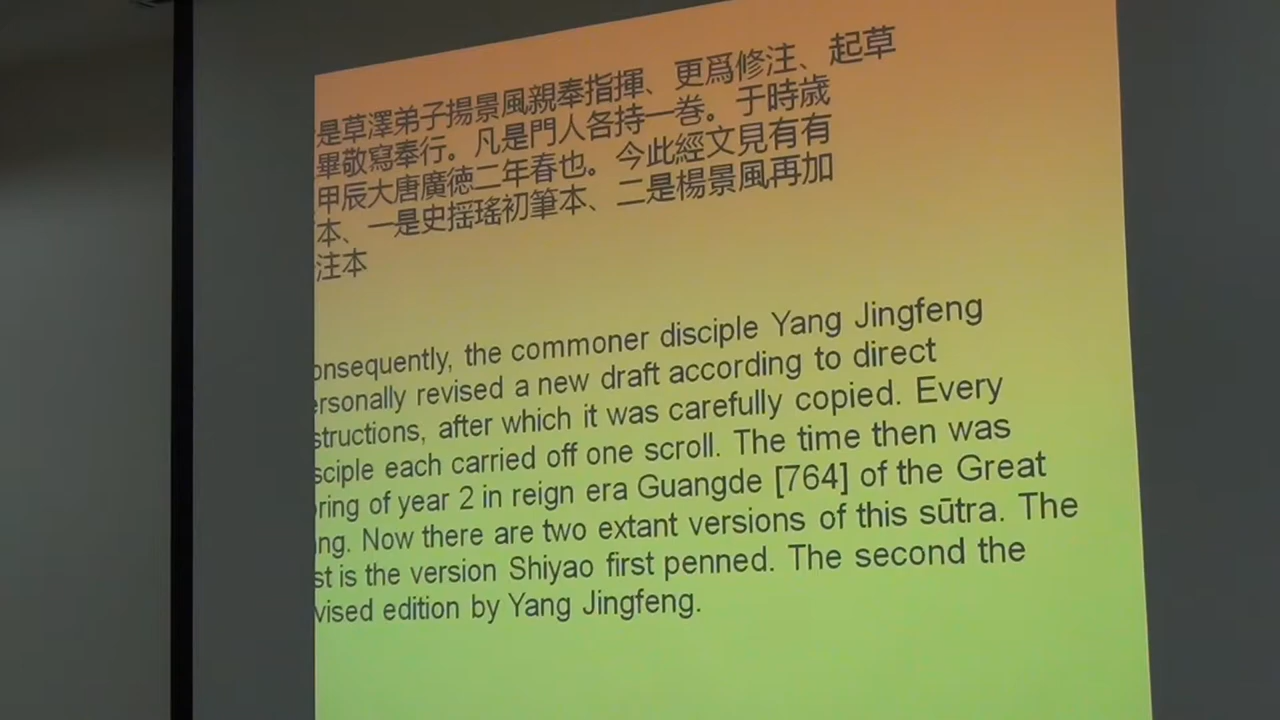 是草澤弟子揚景風親奉指揮、更爲修注、起草
畢敬寫奉行。凡是門人各持一巻。于時歳
甲辰大唐廣徳二年春也。今此經文見有有
本、一是史揺瑤初筆本、二是楊景風再加
注本
onsequently, the commoner disciple Yang Jingfeng
ersonally revised a new draft according to direct
structions, after which it was carefully copied. Every
sciple each carried off one scroll. The time then was
ring of year 2 in reign era Guangde [764] of the Great
ng. Now there are two extant versions of this sūtra. The
st is the version Shiyao first penned. The second the
vised edition by Yang Jingfeng.